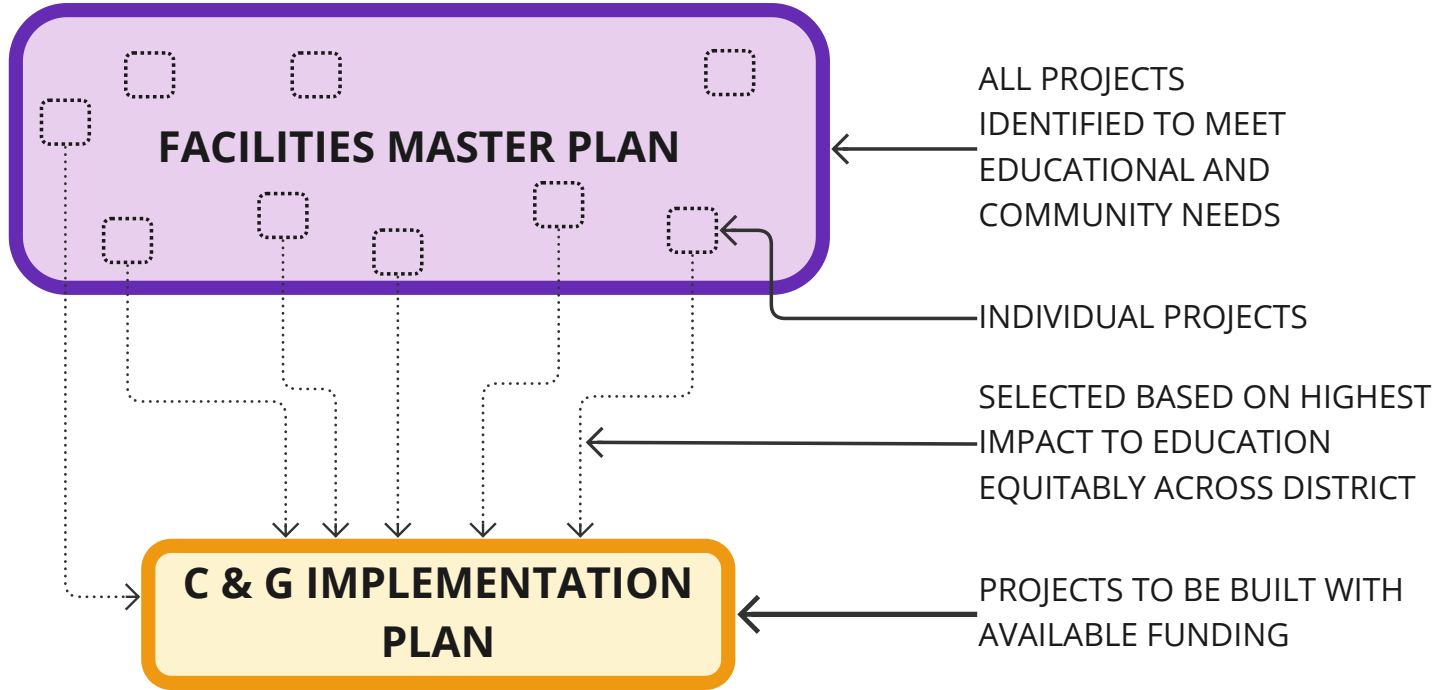 FACILITIES MASTER PLAN
ALL PROJECTS
IDENTIFIED TO MEET
EDUCATIONAL AND
COMMUNITY NEEDS
INDIVIDUAL PROJECTS
SELECTED BASED ON HIGHEST
IMPACT TO EDUCATION
EQUITABLY ACROSS DISTRICT
C & G IMPLEMENTATION
PLAN
PROJECTS TO BE BUILT WITH
AVAILABLE FUNDING